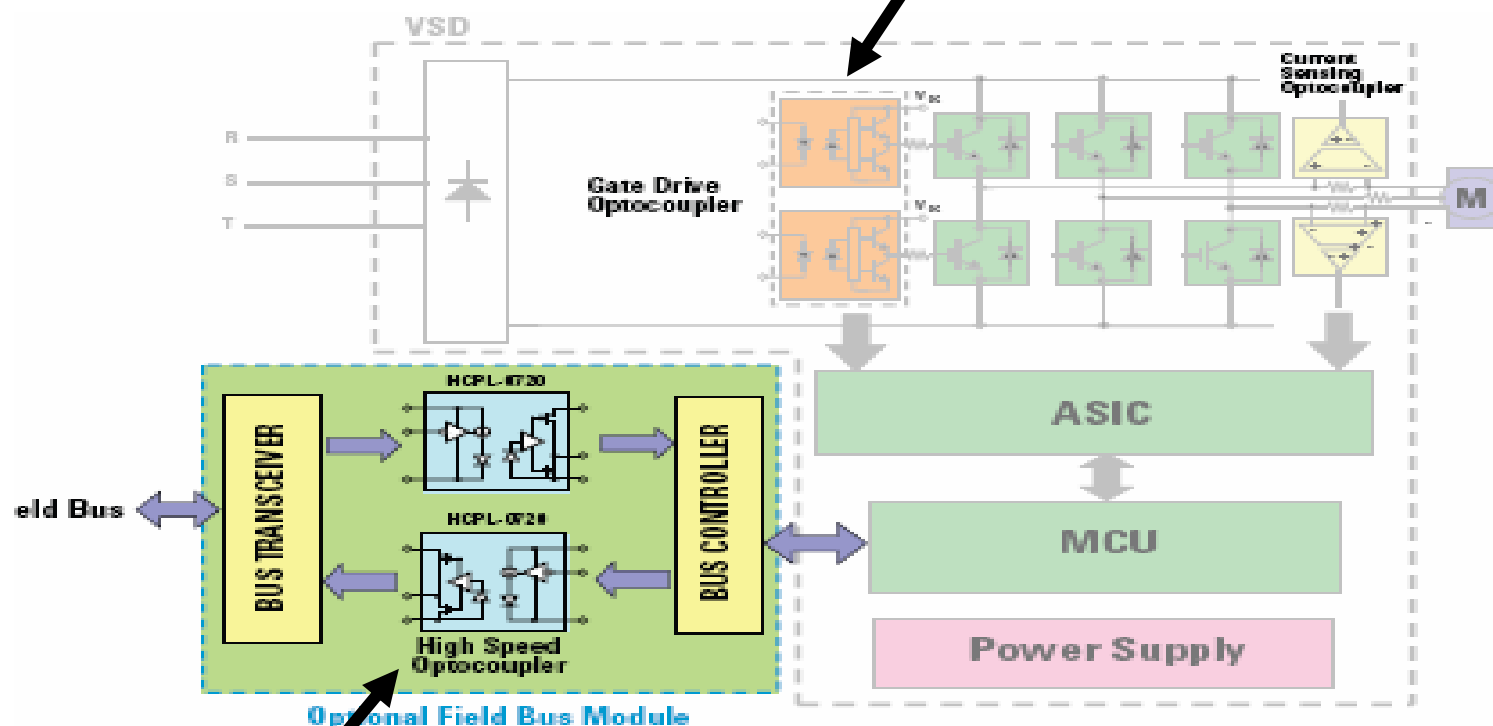 VSD
Current
Sensing
Optocoupler
R
S
T
Gate Drive
Optocoupler
M
HCPL-0720
ASIC
BUS TRANSCEIVER
BUS CONTROLLER
eld Bus
HCPL-0720
MCU
High Speed
Optocoupler
Power Supply
Optional Field Bus Module